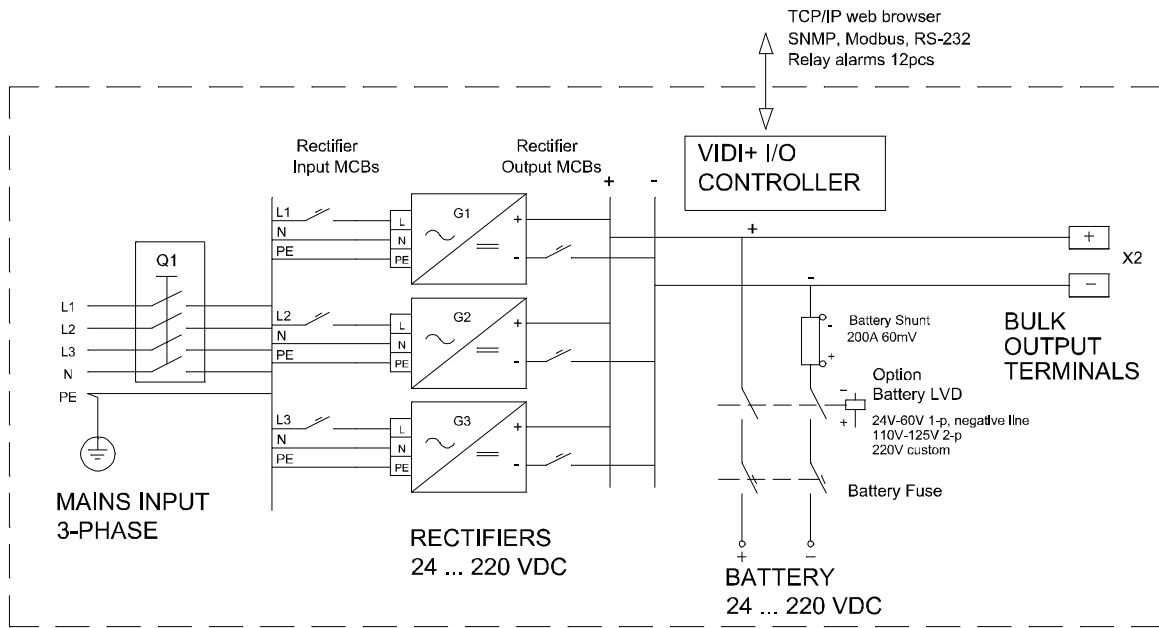 TCP/IP web browser
SNMP, Modbus, RS-232
Relay alarms 12pcs
Rectifier
Input MCBs
Rectifier
Output MCBs
+ -
VIDI+ I/O
CONTROLLER
L1
N
PE
L
N
PE
G1
+
-
+
+
X2
-
−
Q1
L1
L2
L3
N
PE
L2
N
PE
L
N
PE
G2
+
-
Battery Shunt
200A 60mV
-
+
BULK
OUTPUT
TERMINALS
Option
Battery LVD
-
+
24V-60V 1-p, negative line
110V-125V 2-p
220V custom
L3
N
PE
L
N
PE
G3
+
-
Battery Fuse
MAINS INPUT
3-PHASE
RECTIFIERS
24 ... 220 VDC
+ −
BATTERY
24 ... 220 VDC